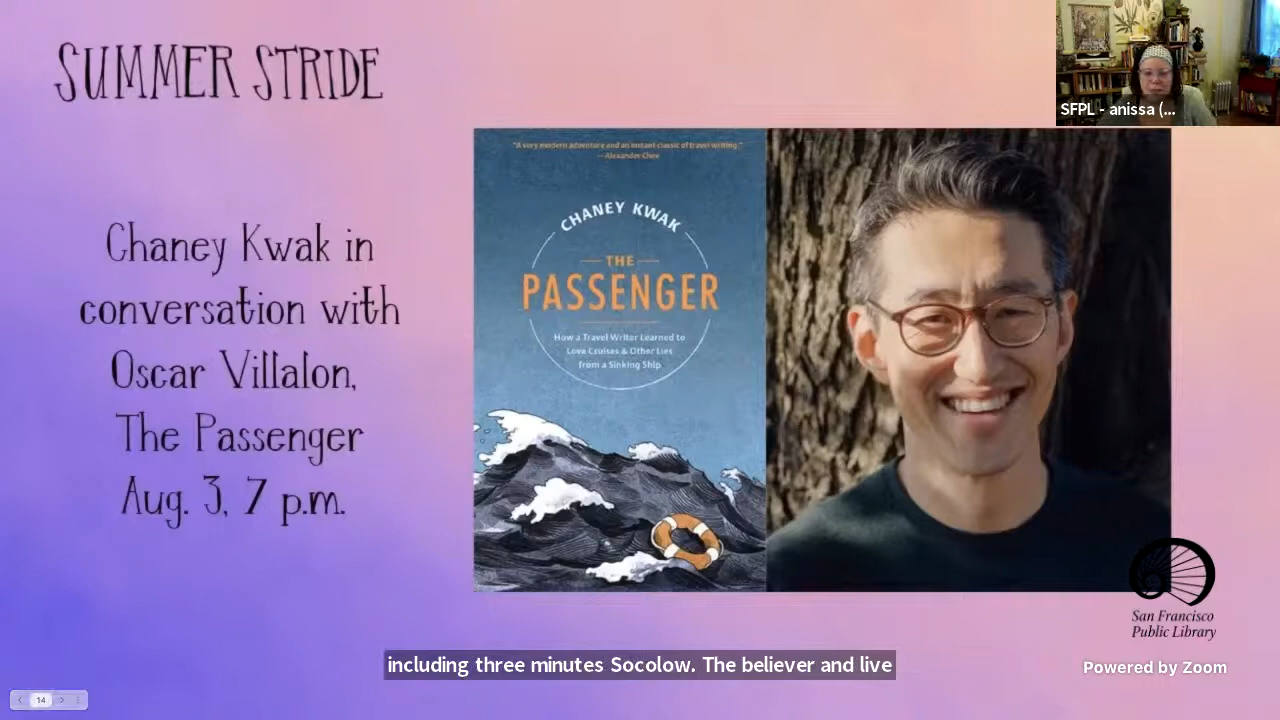 SUMMER STRIDE
SFPL - anissa (...
"A very modern adventure and an instant classic of travel writing."
—Alexander Chee
CHANEY KWAK
THE
PASSENGER
How a Travel Writer Learned to
Love Cruises & Other Lies
from a Sinking Ship
Chaney Kwak in
conversation with
Oscar Villalon,
The Passenger
Aug. 3, 7 p.m.
San Francisco
Public Library
including three minutes Socolow. The believer and live
Powered by Zoom
14